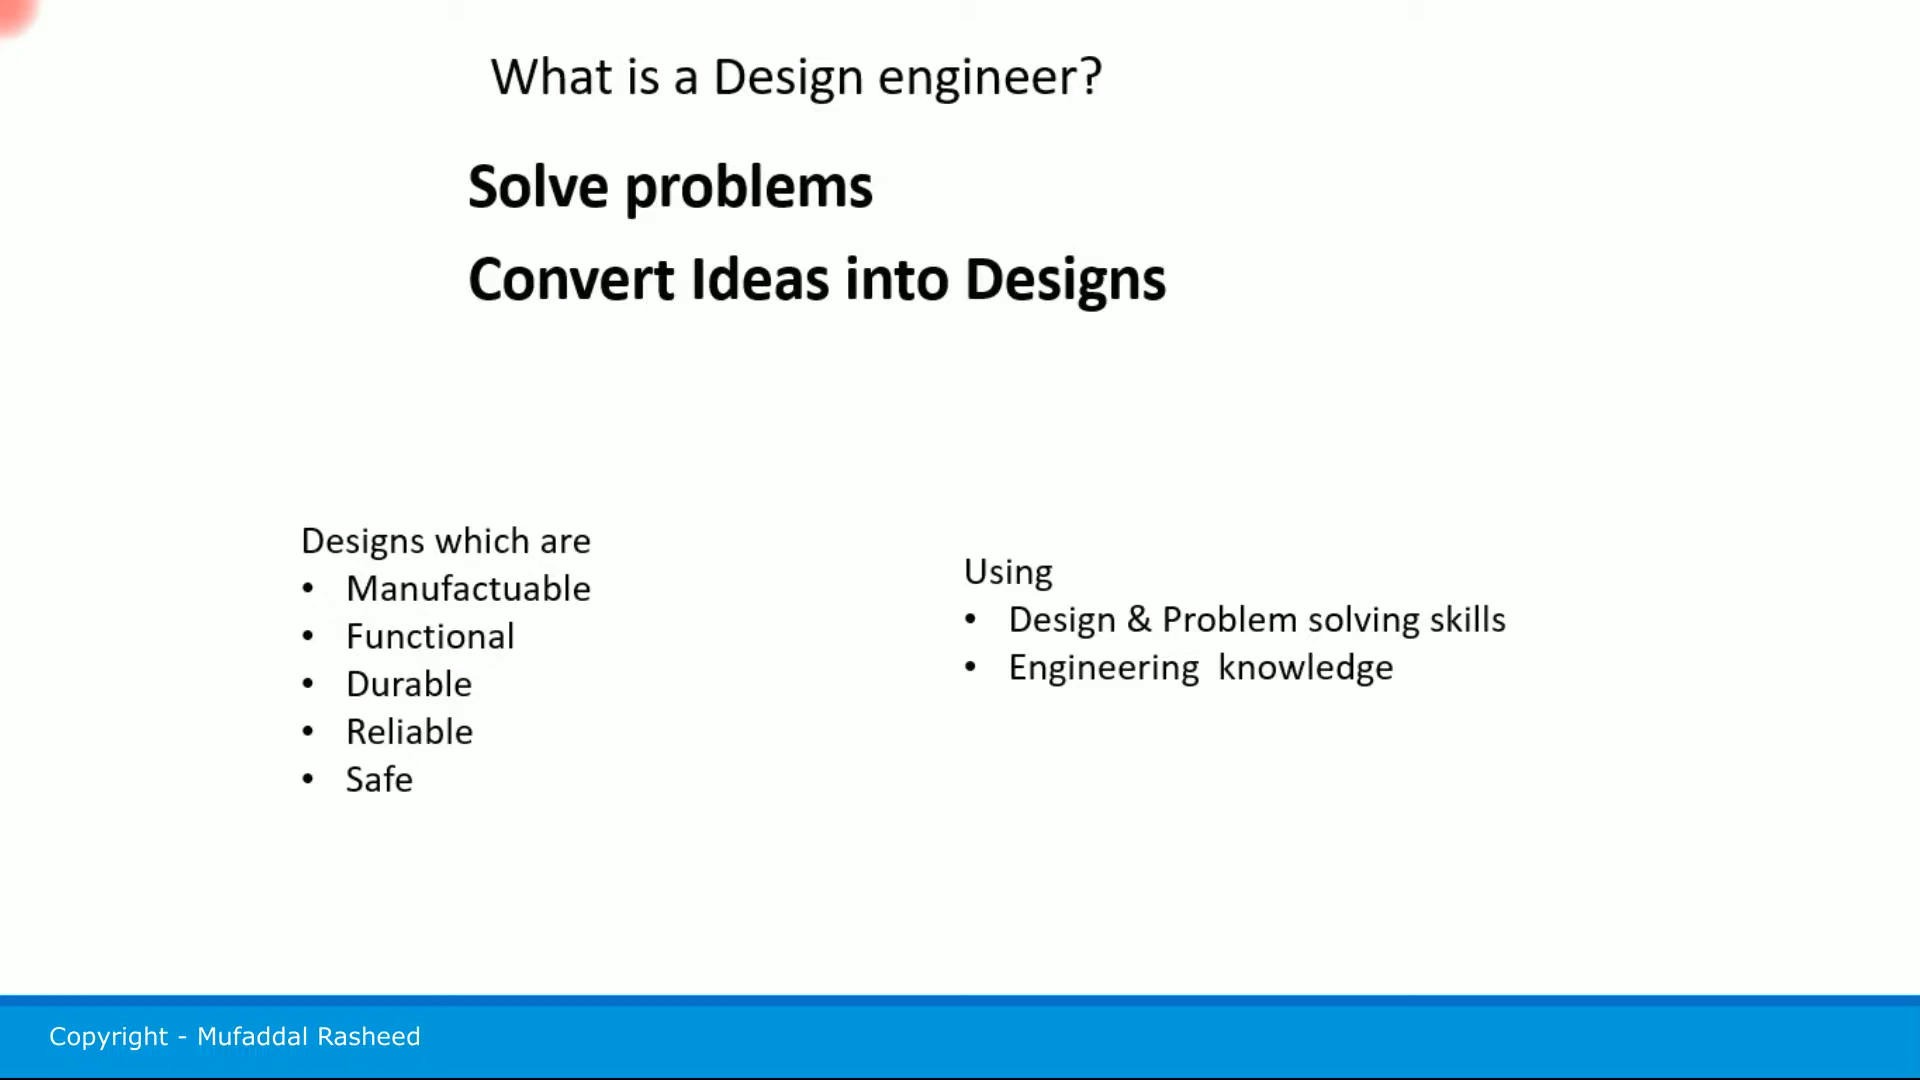 What is a Design engineer?
Solve problems
Convert Ideas into Designs
Designs which are
• Manufactuable
• Functional
• Durable
• Reliable
• Safe
Using
• Design & Problem solving skills
• Engineering knowledge
Copyright - Mufaddal Rasheed